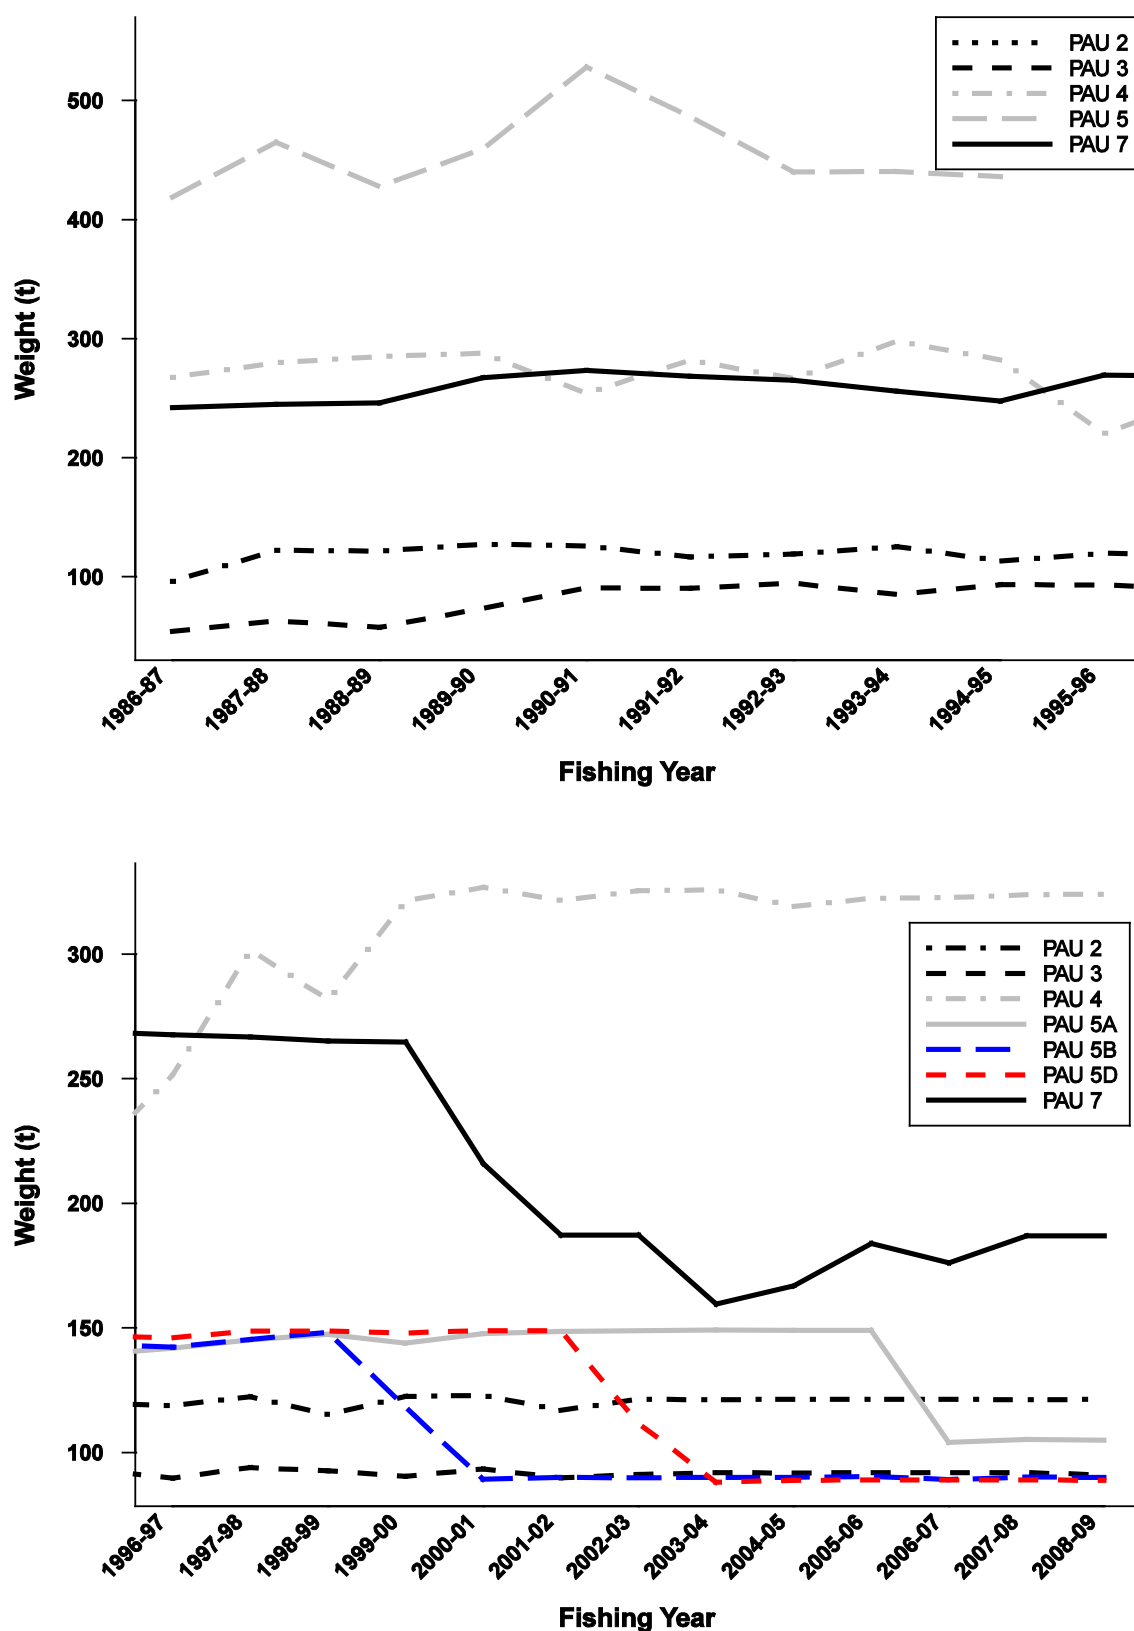 PAU 2
PAU 3
PAU 4
PAU 5
PAU 7
500
400
300
200
100
Weight (t)
1986-87
1987-88
1988-89
1989-90
1990-91
1991-92
1992-93
1993-94
1994-95
1995-96
Fishing Year
PAU 2
PAU 3
PAU 4
PAU 5A
PAU 5B
PAU 5D
PAU 7
300
250
200
150
100
Weight (t)
1996-97
1997-98
1998-99
1999-00
2000-01
2001-02
2002-03
2003-04
2004-05
2005-06
2006-07
2007-08
2008-09
Fishing Year